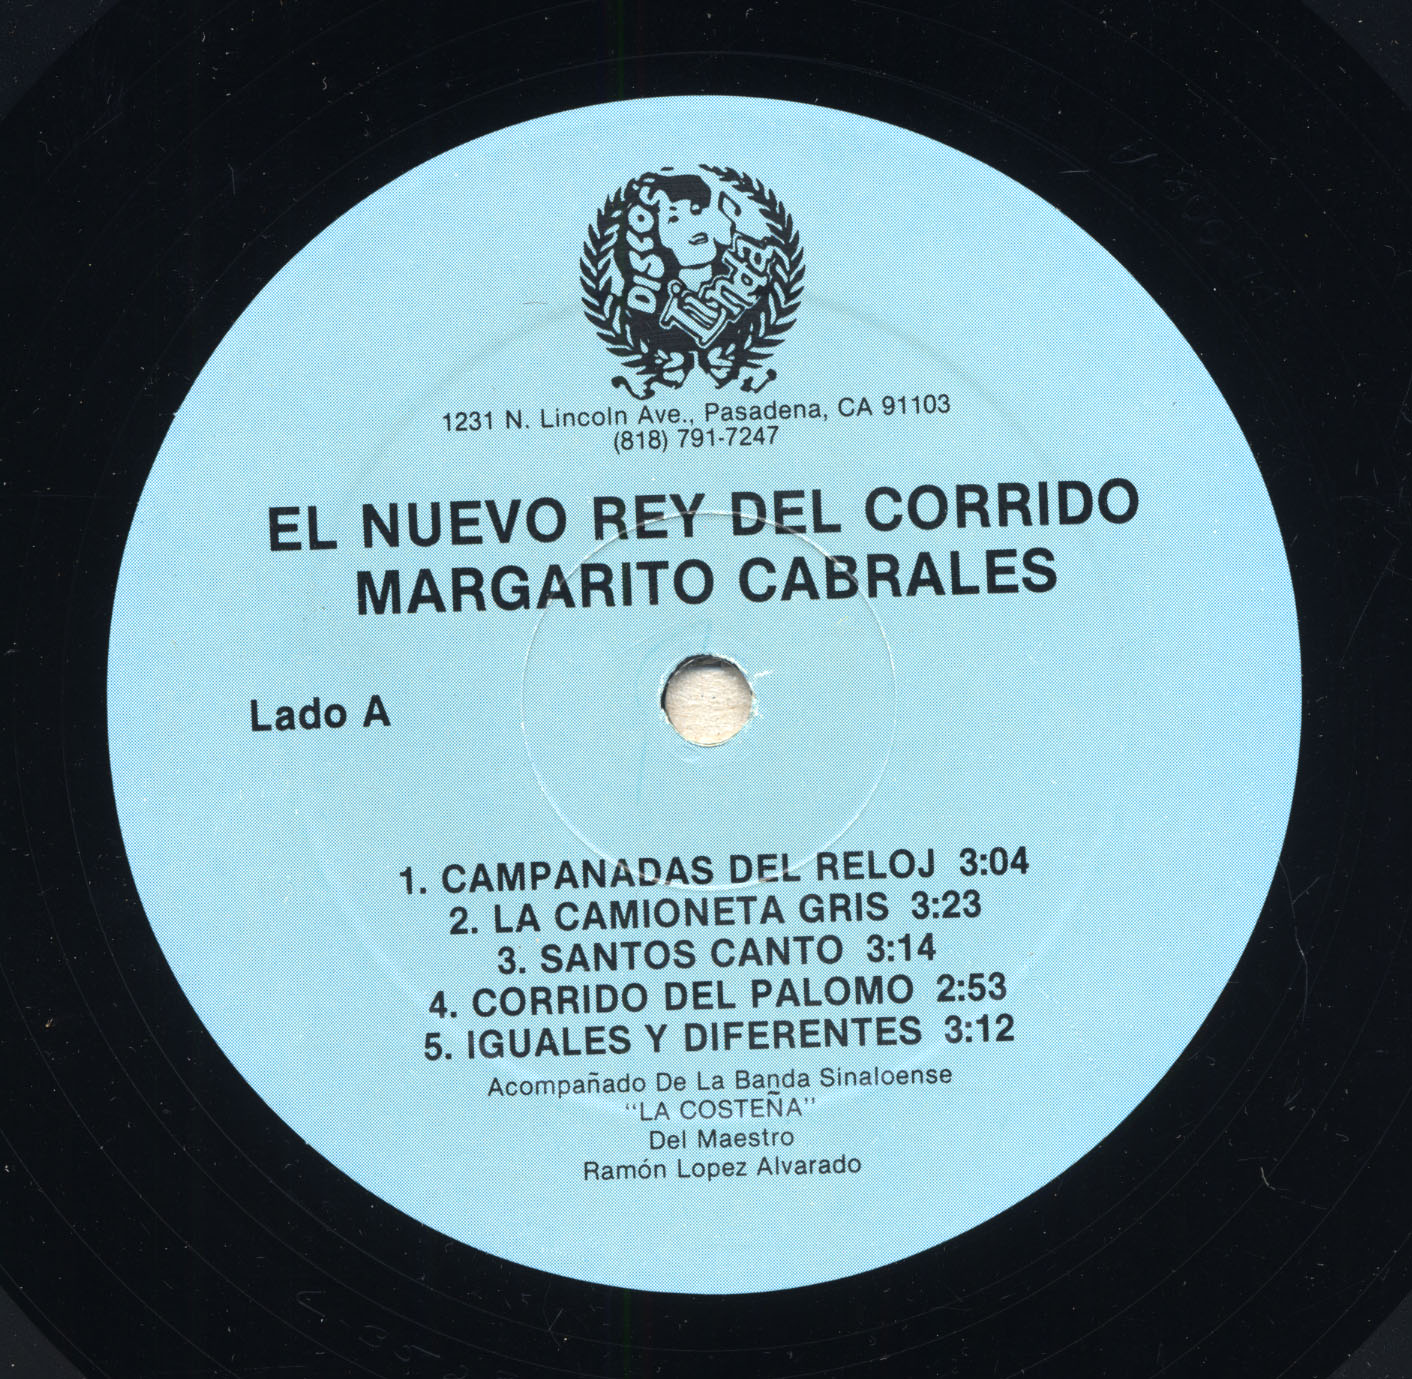 DISCOS
Linda
1231 N. Lincoln Ave., Pasadena, CA 91103
(818) 791-7247
EL NUEVO REY DEL CORRIDO
MARGARITO CABRALES
Lado A
1. CAMPANADAS DEL RELOJ 3:04
2. LA CAMIONETA GRIS 3:23
3. SANTOS CANTO 3:14
4. CORRIDO DEL PALOMO 2:53
5. IGUALES Y DIFERENTES 3:12
Acompañado De La Banda Sinaloense
"LA COSTEÑA"
Del Maestro
Ramón Lopez Alvarado